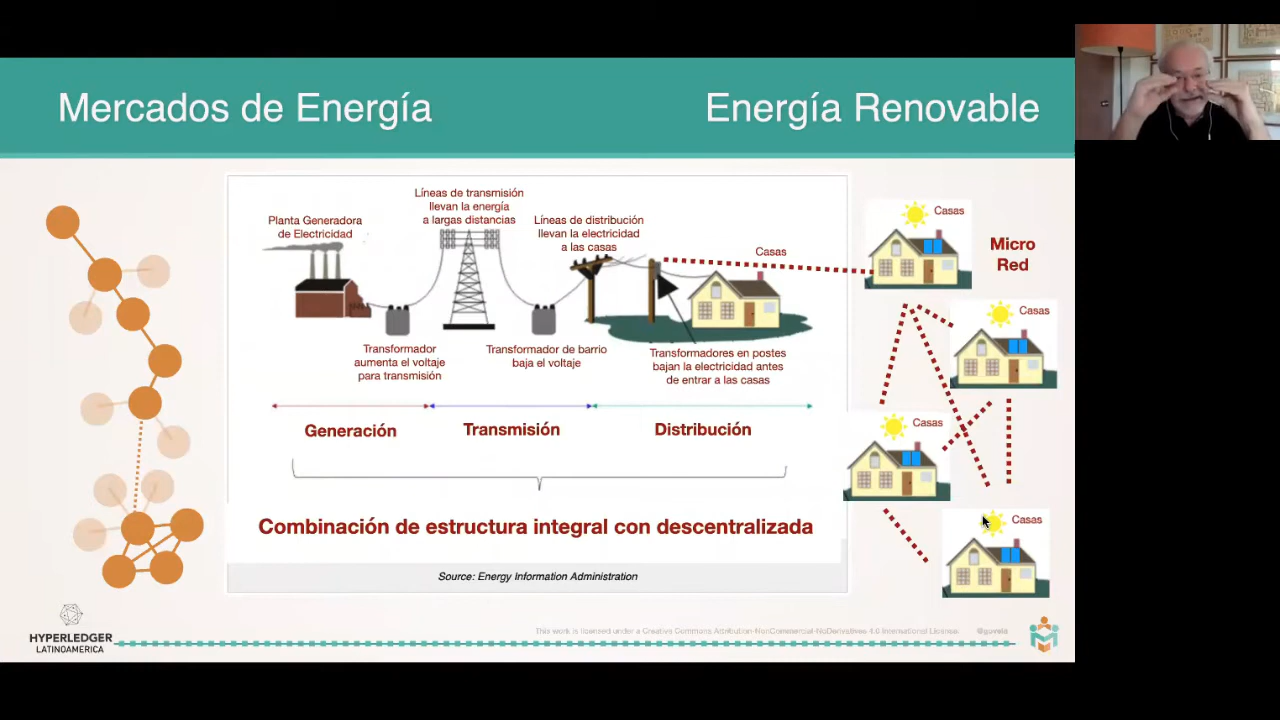 Mercados de Energía
Energía Renovable
Planta Generadora
de Electricidad
Líneas de transmisión
llevan la energía
a largas distancias
Líneas de distribución
llevan la electricidad
a las casas
Casas
Transformador
aumenta el voltaje
para transmisión
Transformador de barrio
baja el voltaje
Transformadores en postes
bajan la electricidad antes
de entrar a las casas
Generación
Transmisión
Distribución
Combinación de estructura integral con descentralizada
Source: Energy Information Administration
Casas
Micro
Red
Casas
Casas
Casas
HYPERLEDGER
LATINOAMERICA
This work is licensed under a Creative Commons Attribution-NonCommercial-NoDerivatives 4.0 International License